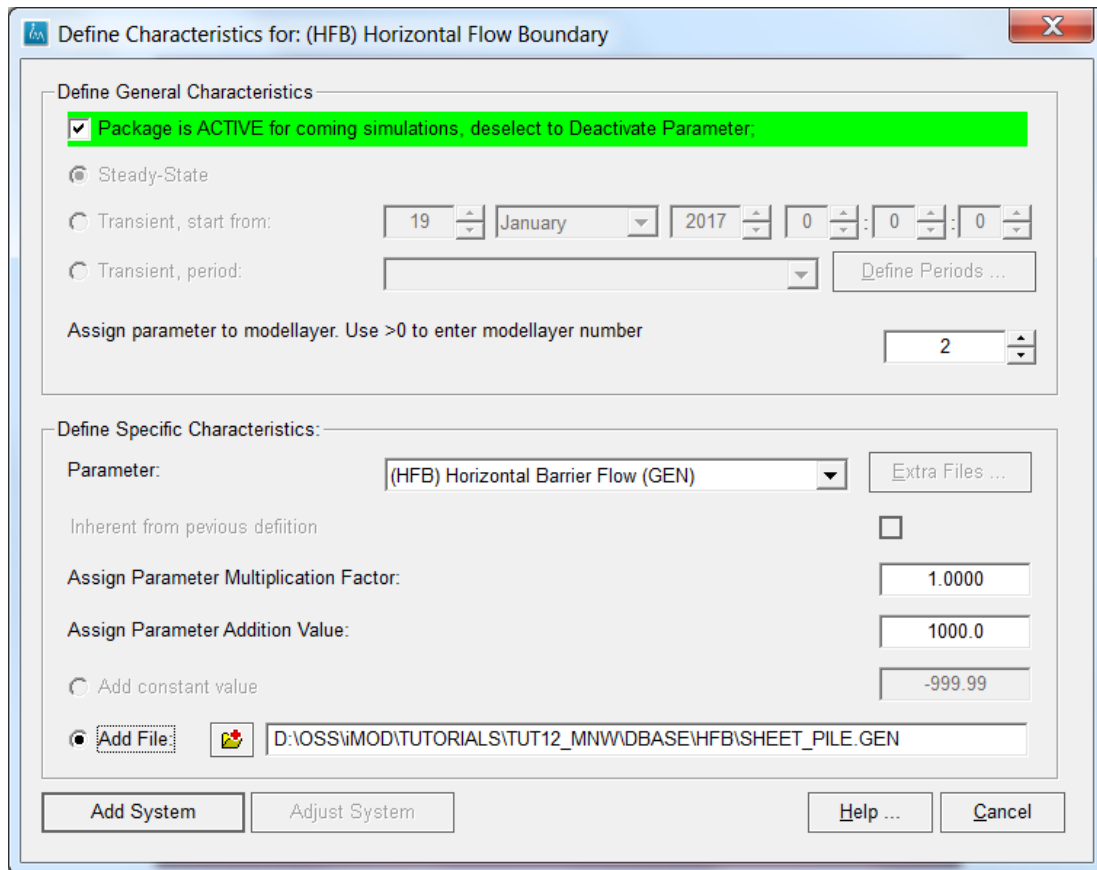 Define Characteristics for: (HFB) Horizontal Flow Boundary
Define General Characteristics
Package is ACTIVE for coming simulations, deselect to Deactivate Parameter;
Steady-State
Transient, start from: 19 January 2017 0 : 0 : 0
Transient, period: Define Periods ...
Assign parameter to modellayer. Use >0 to enter modellayer number
2
Define Specific Characteristics:
Parameter: (HFB) Horizontal Barrier Flow (GEN) Extra Files ...
Inherent from pevious defiition
Assign Parameter Multiplication Factor: 1.0000
Assign Parameter Addition Value: 1000.0
Add constant value -999.99
Add File: D:\OSS\iMOD\TUTORIALS\TUT12_MNW\DBASE\HFB\SHEET_PILE.GEN
Add System Adjust System Help ... Cancel